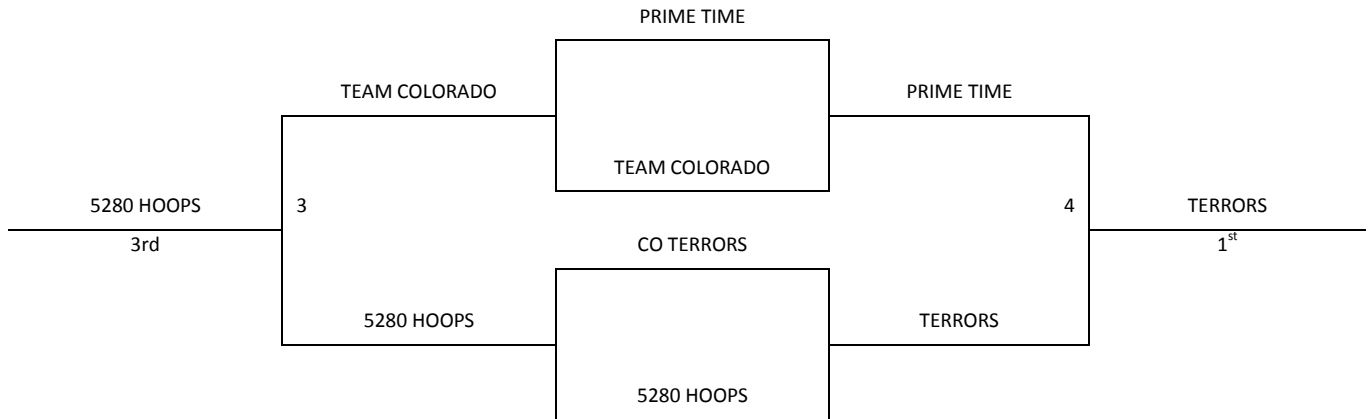 PRIME TIME
TEAM COLORADO
PRIME TIME
TEAM COLORADO
5280 HOOPS
3
4
TERRORS
3rd
CO TERRORS
1st
5280 HOOPS
TERRORS
5280 HOOPS